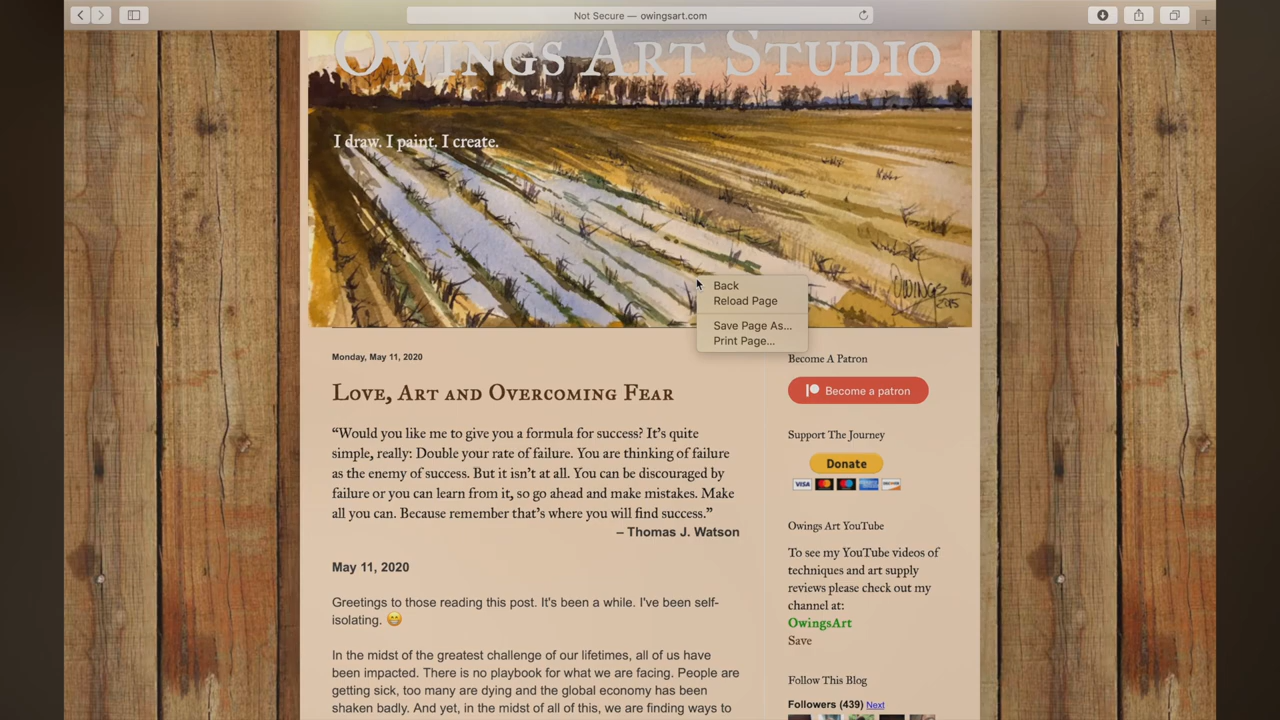 Not Secure — owingsart.com
Owings Art Studio
I draw. I paint. I create.
Owings
2015
Back
Reload Page
Save Page As...
Print Page...
Monday, May 11, 2020
Love, Art and Overcoming Fear
“Would you like me to give you a formula for success? It’s quite
simple, really: Double your rate of failure. You are thinking of failure
as the enemy of success. But it isn’t at all. You can be discouraged by
failure or you can learn from it, so go ahead and make mistakes. Make
all you can. Because remember that’s where you will find success.”
– Thomas J. Watson
May 11, 2020
Greetings to those reading this post. It's been a while. I've been self-
isolating. 😁
In the midst of the greatest challenge of our lifetimes, all of us have
been impacted. There is no playbook for what we are facing. People are
getting sick, too many are dying and the global economy has been
shaken badly. And yet, in the midst of all of this, we are finding ways to
Become A Patron
Become a patron
Support The Journey
Donate
VISA
Owings Art YouTube
To see my YouTube videos of
techniques and art supply
reviews please check out my
channel at:
OwingsArt
Save
Follow This Blog
Followers (439) Next